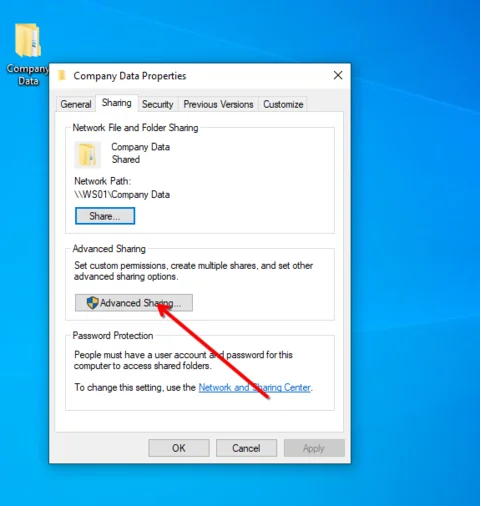 Company
Data
Company Data Properties
General Sharing Security Previous Versions Customize
Network File and Folder Sharing
Company Data
Shared
Network Path:
\\WS01\Company Data
Share...
Advanced Sharing
Set custom permissions, create multiple shares, and set other
advanced sharing options.
Advanced Sharing...
Password Protection
People must have a user account and password for this
computer to access shared folders.
To change this setting, use the Network and Sharing Center.
OK Cancel Apply